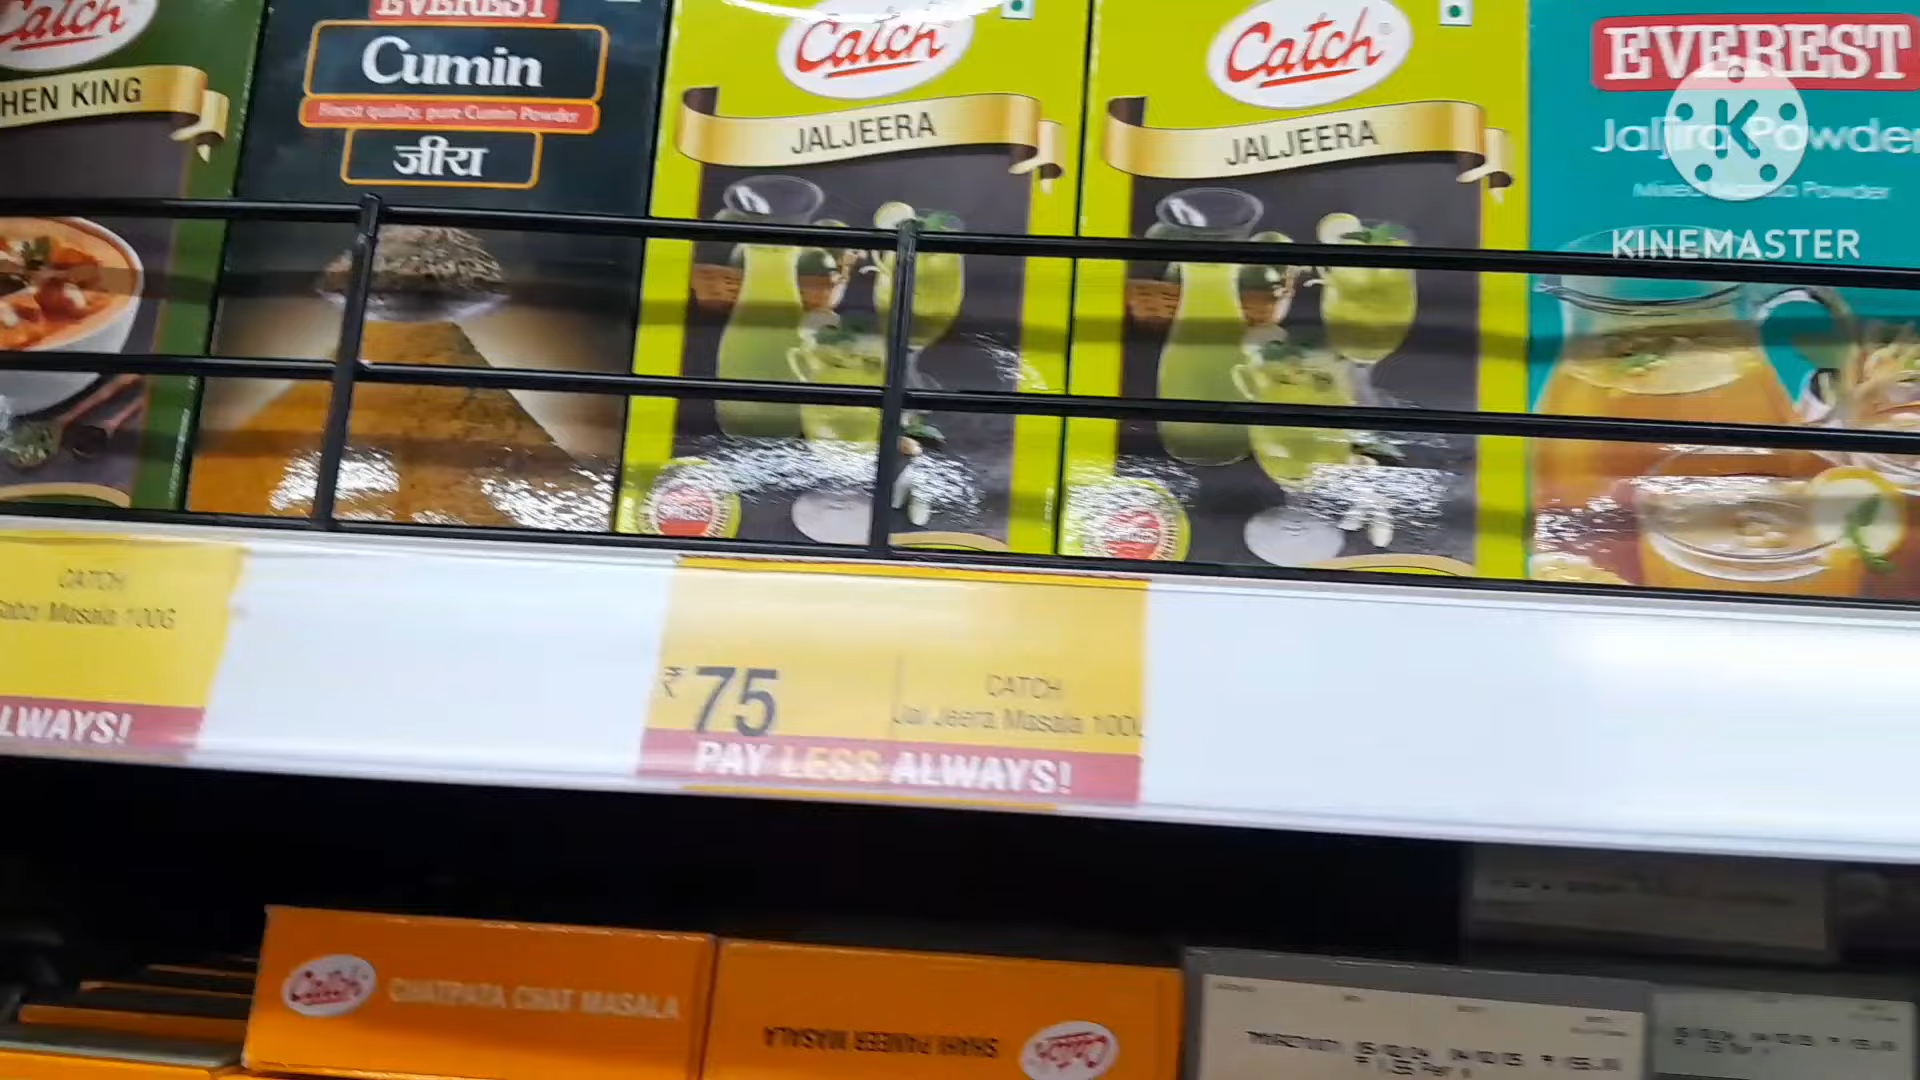 Catch
HEN KING
EVEREST
Cumin
Finest quality, pure Cumin Powder
जीरा
Catch
JALJEERA
Catch
JALJEERA
EVEREST
Jaljira Powder
Powder
KINEMASTER
CATCH
Masala 100G
LWAYS!
₹75
CATCH
Jal Jeera Masala 100
PAY LESS ALWAYS!
Catch
CHATPATA CHAT MASALA
SHAHI PANEER MASALA
Catch